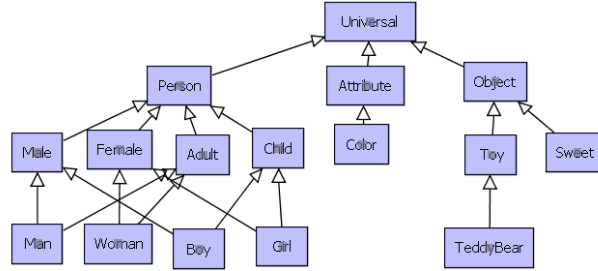 Universal
Person
Attribute
Object
Male
Female
Adult
Child
Color
Toy
Sweet
Man
Woman
Boy
Girl
TeddyBear